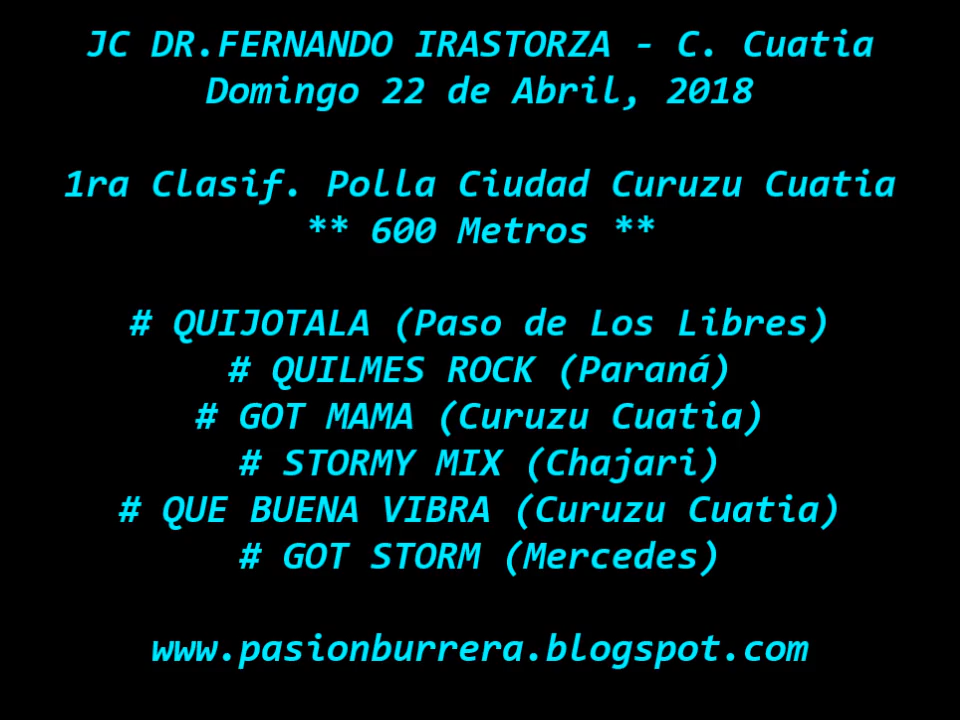 JC DR.FERNANDO IRASTORZA - C. Cuatia
Domingo 22 de Abril, 2018
1ra Clasif. Polla Ciudad Curuzu Cuatia
** 600 Metros **
# QUIJOTALA (Paso de Los Libres)
# QUILMES ROCK (Paraná)
# GOT MAMA (Curuzu Cuatia)
# STORMY MIX (Chajari)
# QUE BUENA VIBRA (Curuzu Cuatia)
# GOT STORM (Mercedes)
www.pasionburrera.blogspot.com